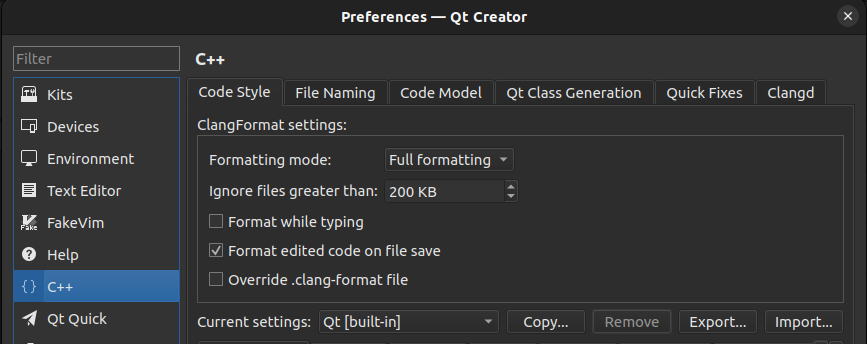 Preferences — Qt Creator
Filter
C++
Kits
Devices
Environment
Text Editor
FakeVim
Help
C++
Qt Quick
Code Style File Naming Code Model Qt Class Generation Quick Fixes Clangd
ClangFormat settings:
Formatting mode: Full formatting
Ignore files greater than: 200 KB
Format while typing
Format edited code on file save
Override .clang-format file
Current settings: Qt [built-in] Copy... Remove Export... Import...